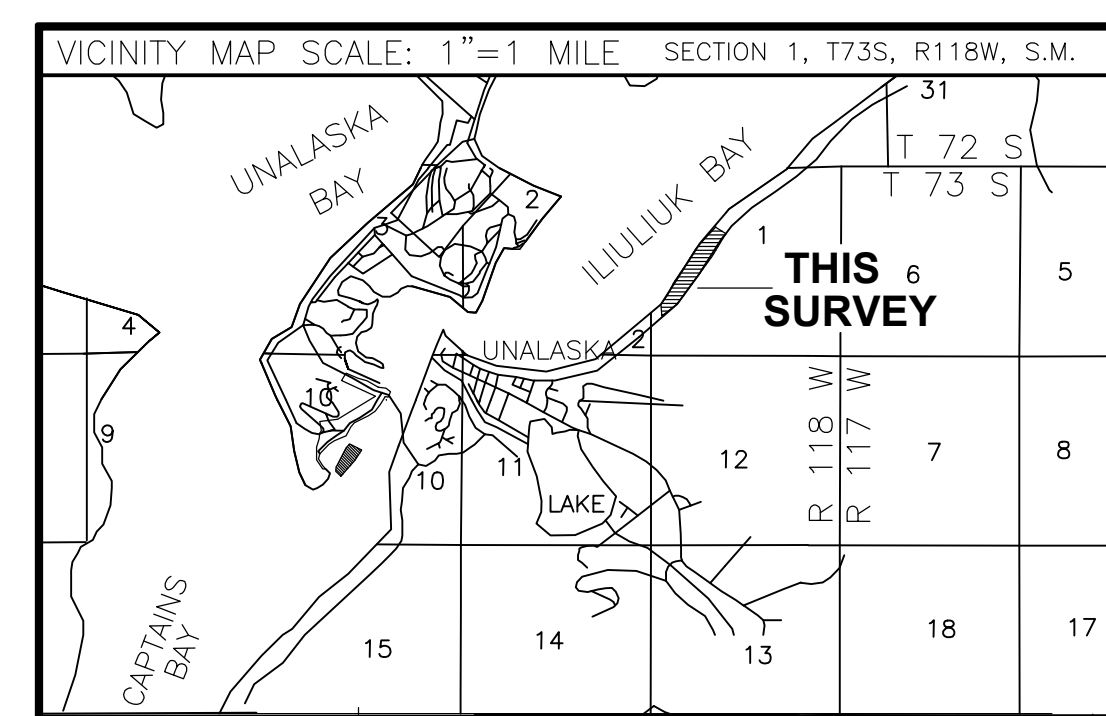 VICINITY MAP SCALE: 1"=1 MILE SECTION 1, T73S, R118W, S.M.
31
UNALASKA
BAY
ILIULIUK BAY
T 72 S
T 73 S
2
1
THIS
SURVEY
6
5
4
2
UNALASKA
10
9
R 118 W
R 117 W
12
7
8
11
10
LAKE
CAPTAINS
BAY
15
14
13
18
17